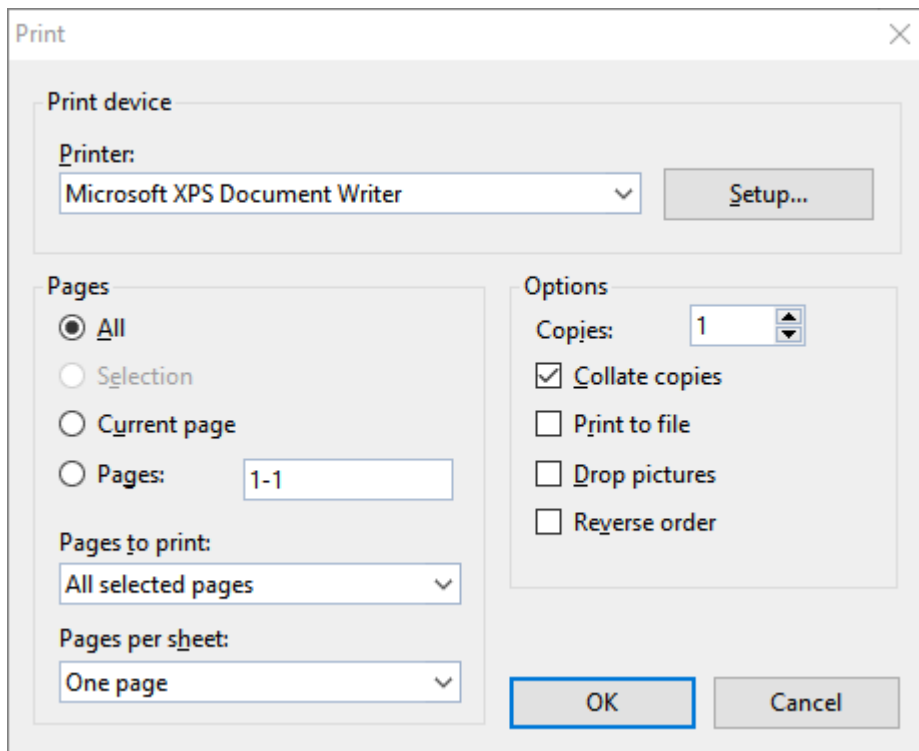 Print
Print device
Printer:
Microsoft XPS Document Writer
Setup...
Pages
All
Selection
Current page
Pages: 1-1
Pages to print:
All selected pages
Pages per sheet:
One page
Options
Copies: 1
Collate copies
Print to file
Drop pictures
Reverse order
OK
Cancel